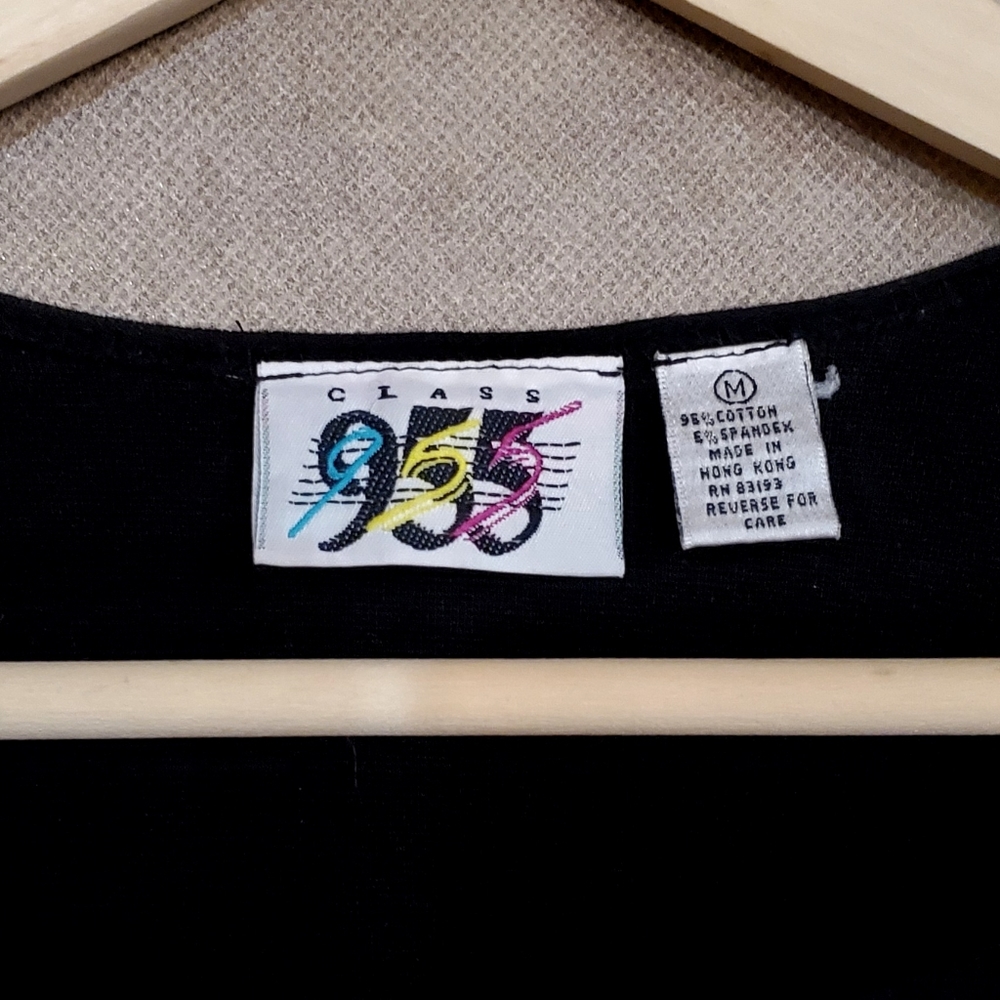 CLASS
955
M
95% COTTON
5% SPANDEX
MADE IN
HONG KONG
RN 83193
REVERSE FOR
CARE